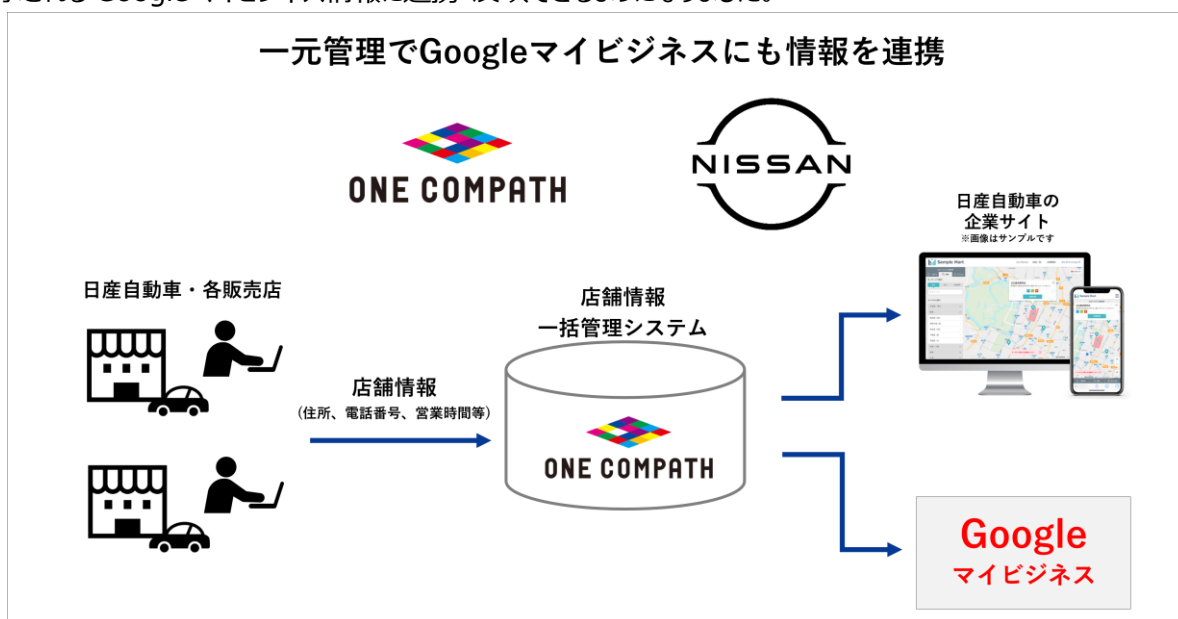 一元管理でGoogleマイビジネスにも情報を連携
ONE COMPATH
NISSAN
日産自動車の
企業サイト
※画像はサンプルです
Sample Mart
日産自動車・各販売店
店舗情報
一括管理システム
店舗情報
(住所、電話番号、営業時間等)
ONE COMPATH
Google
マイビジネス